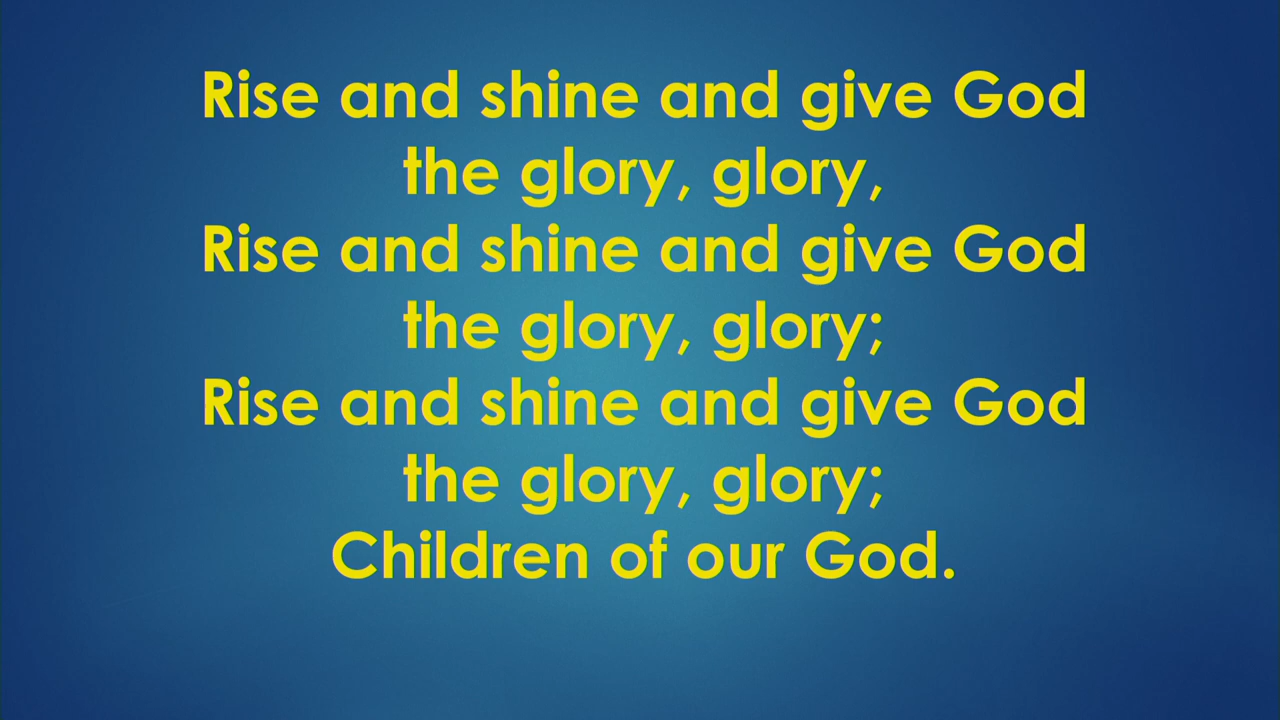 Rise and shine and give God
the glory, glory,
Rise and shine and give God
the glory, glory;
Rise and shine and give God
the glory, glory;
Children of our God.